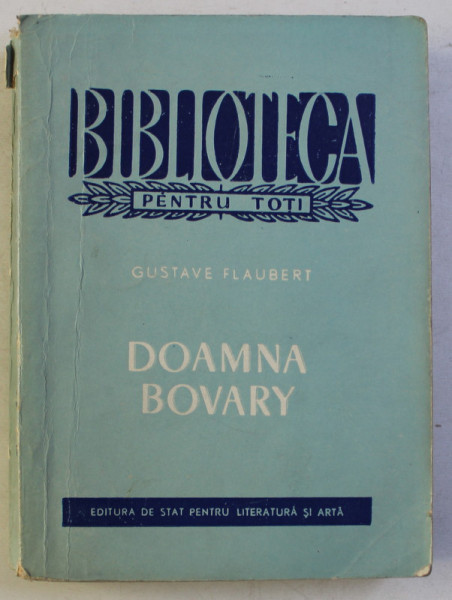 BIBLIOTECA
PENTRU TOȚI
GUSTAVE FLAUBERT
DOAMNA
BOVARY
EDITURA DE STAT PENTRU LITERATURĂ ȘI ARTĂ